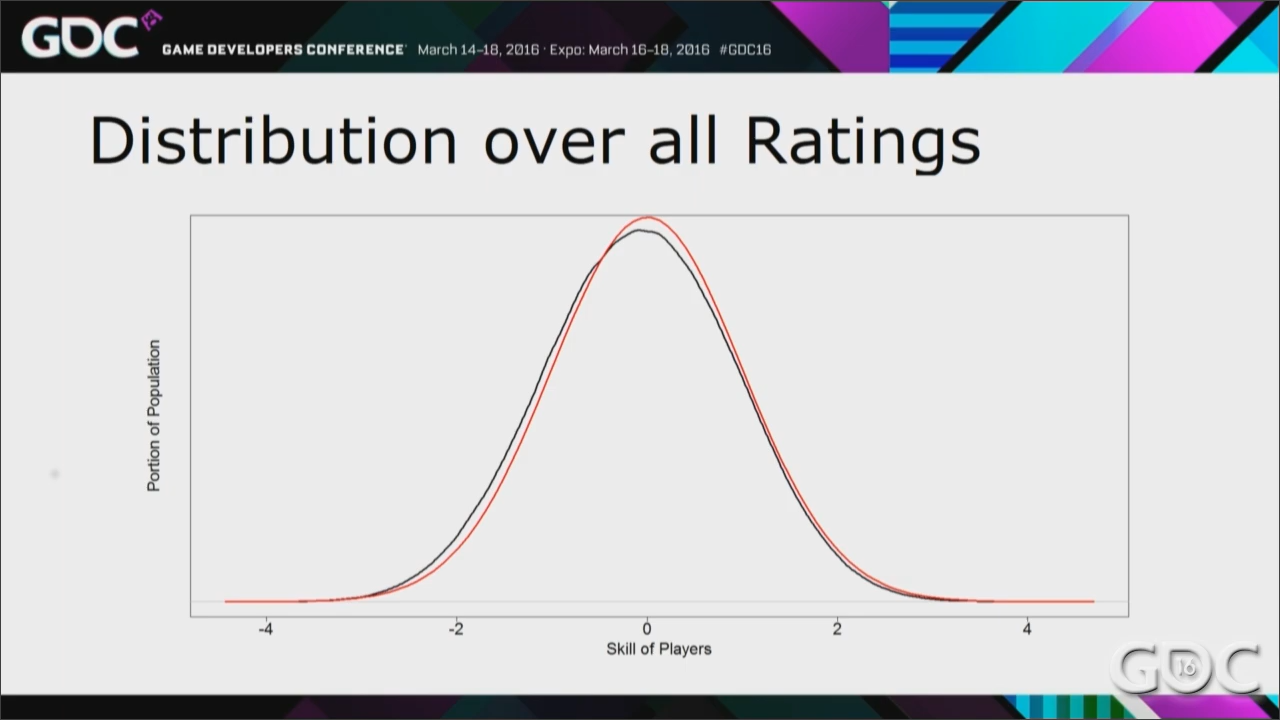 GDC
GAME DEVELOPERS CONFERENCE March 14–18, 2016 · Expo: March 16–18, 2016 #GDC16
Distribution over all Ratings
Portion of Population
-4 -2 0 2 4
Skill of Players
GDC
16